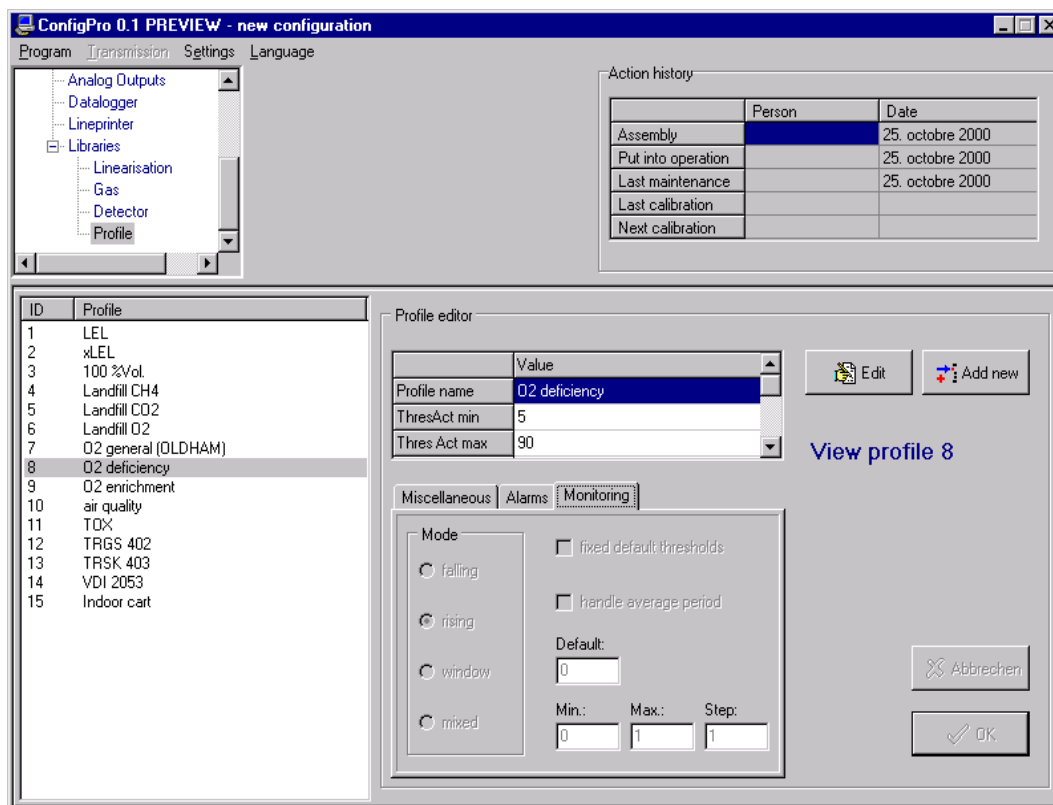 ConfigPro 0.1 PREVIEW - new configuration
Program Transmission Settings Language
Analog Outputs
Datalogger
Lineprinter
Libraries
Linearisation
Gas
Detector
Profile
Action history
Person Date
Assembly 25. octobre 2000
Put into operation 25. octobre 2000
Last maintenance 25. octobre 2000
Last calibration
Next calibration
ID Profile
1 LEL
2 xLEL
3 100 %Vol.
4 Landfill CH4
5 Landfill CO2
6 Landfill O2
7 O2 general (OLDHAM)
8 O2 deficiency
9 O2 enrichment
10 air quality
11 TOX
12 TRGS 402
13 TRSK 403
14 VDI 2053
15 Indoor cart
Profile editor
Value
Profile name O2 deficiency
ThresAct min 5
Thres Act max 90
Edit Add new
View profile 8
Miscellaneous Alarms Monitoring
Mode
falling
rising
window
mixed
fixed default thresholds
handle average period
Default:
0
Min.: Max.: Step:
0 1 1
Abbrechen
OK